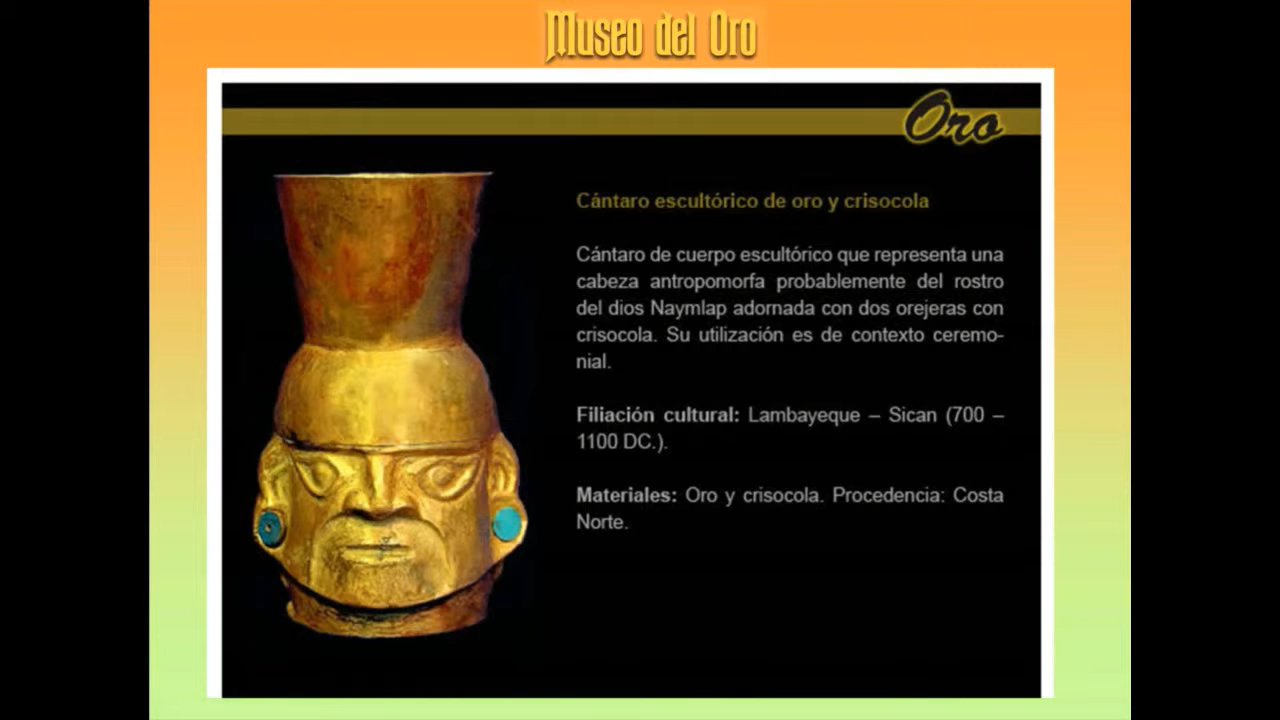 Museo del Oro
Oro
Cántaro escultórico de oro y crisocola
Cántaro de cuerpo escultórico que representa una
cabeza antropomorfa probablemente del rostro
del dios Naymlap adornada con dos orejeras con
crisocola. Su utilización es de contexto ceremo-
nial.
Filiación cultural: Lambayeque – Sican (700 –
1100 DC.).
Materiales: Oro y crisocola. Procedencia: Costa
Norte.